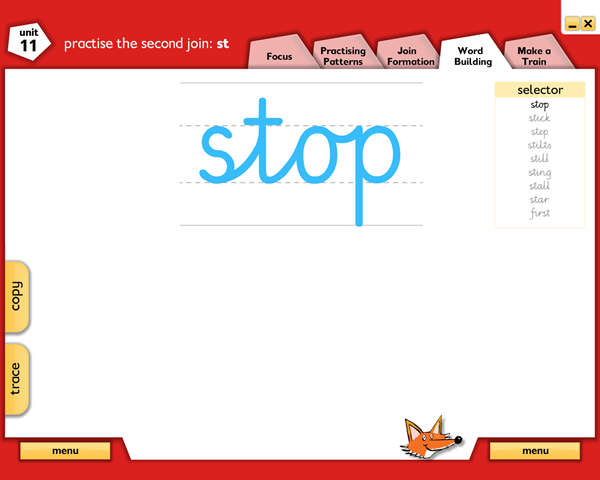 unit
11
practise the second join: st
Focus
Practising
Patterns
Join
Formation
Word
Building
Make a
Train
stop
selector
stop
stick
step
stilts
still
sting
stall
star
first
copy
trace
menu
menu